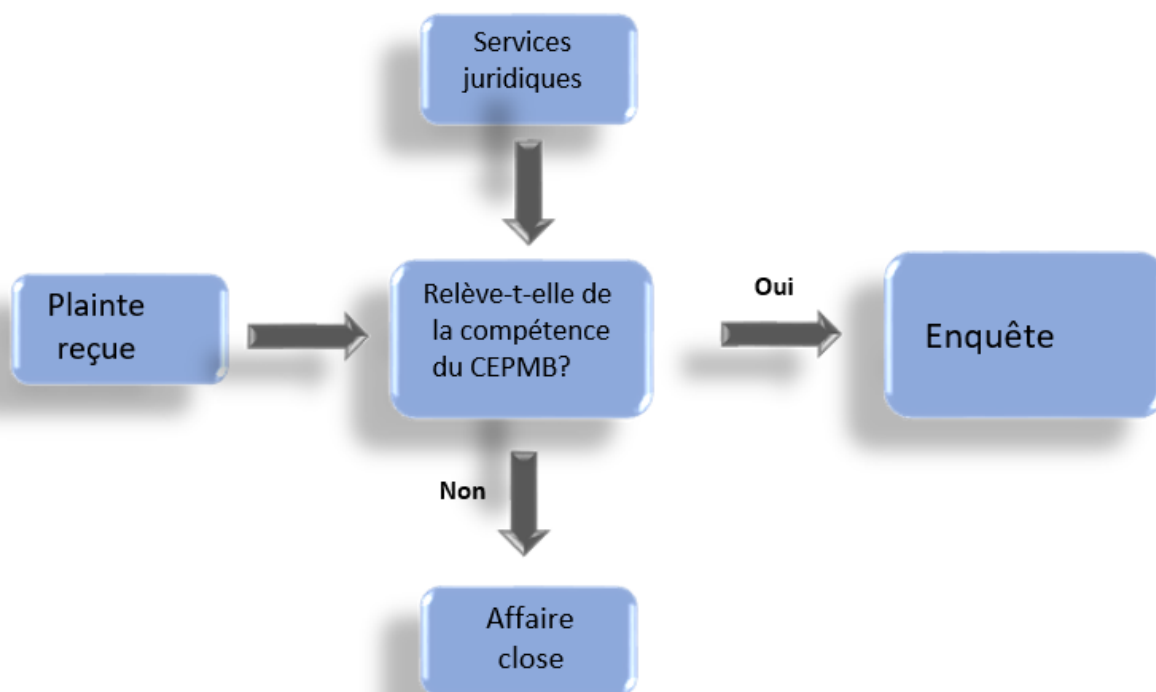 Services
juridiques
Plainte
reçue
Relève-t-elle de
la compétence
du CEPMB?
Oui
Enquête
Non
Affaire
close